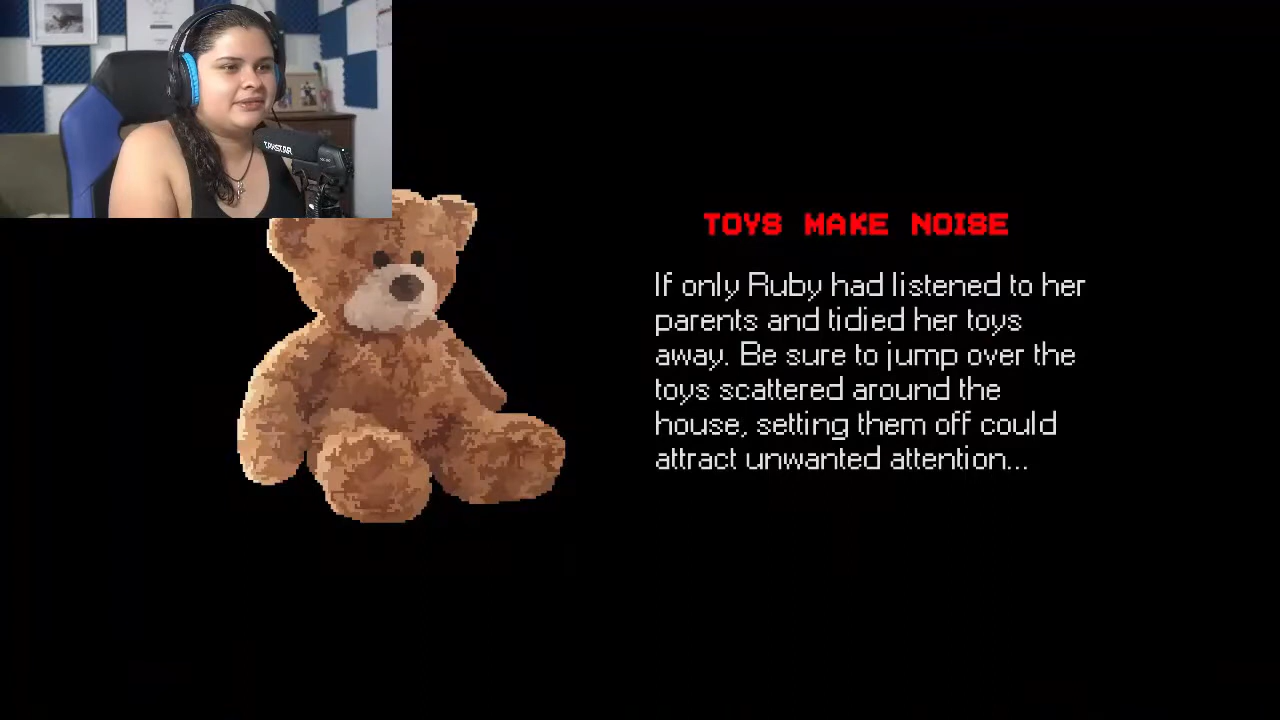 TAKSTAR
TOYS MAKE NOISE
If only Ruby had listened to her
parents and tidied her toys
away. Be sure to jump over the
toys scattered around the
house, setting them off could
attract unwanted attention...